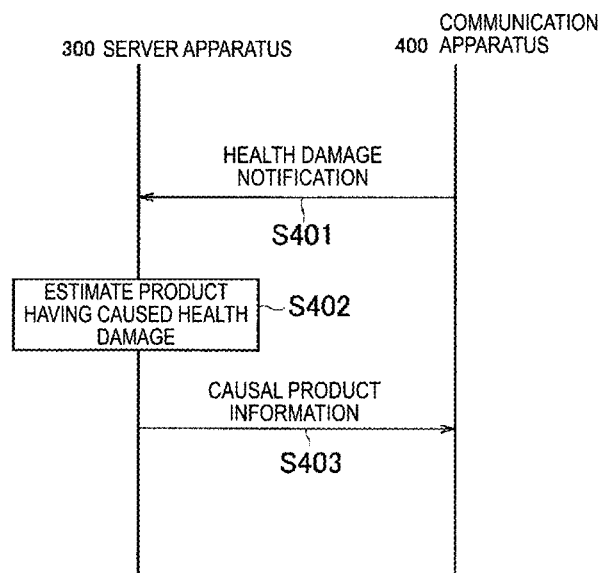 300 SERVER APPARATUS
COMMUNICATION
400 APPARATUS
HEALTH DAMAGE
NOTIFICATION
S401
ESTIMATE PRODUCT
HAVING CAUSED HEALTH
DAMAGE
S402
CAUSAL PRODUCT
INFORMATION
S403